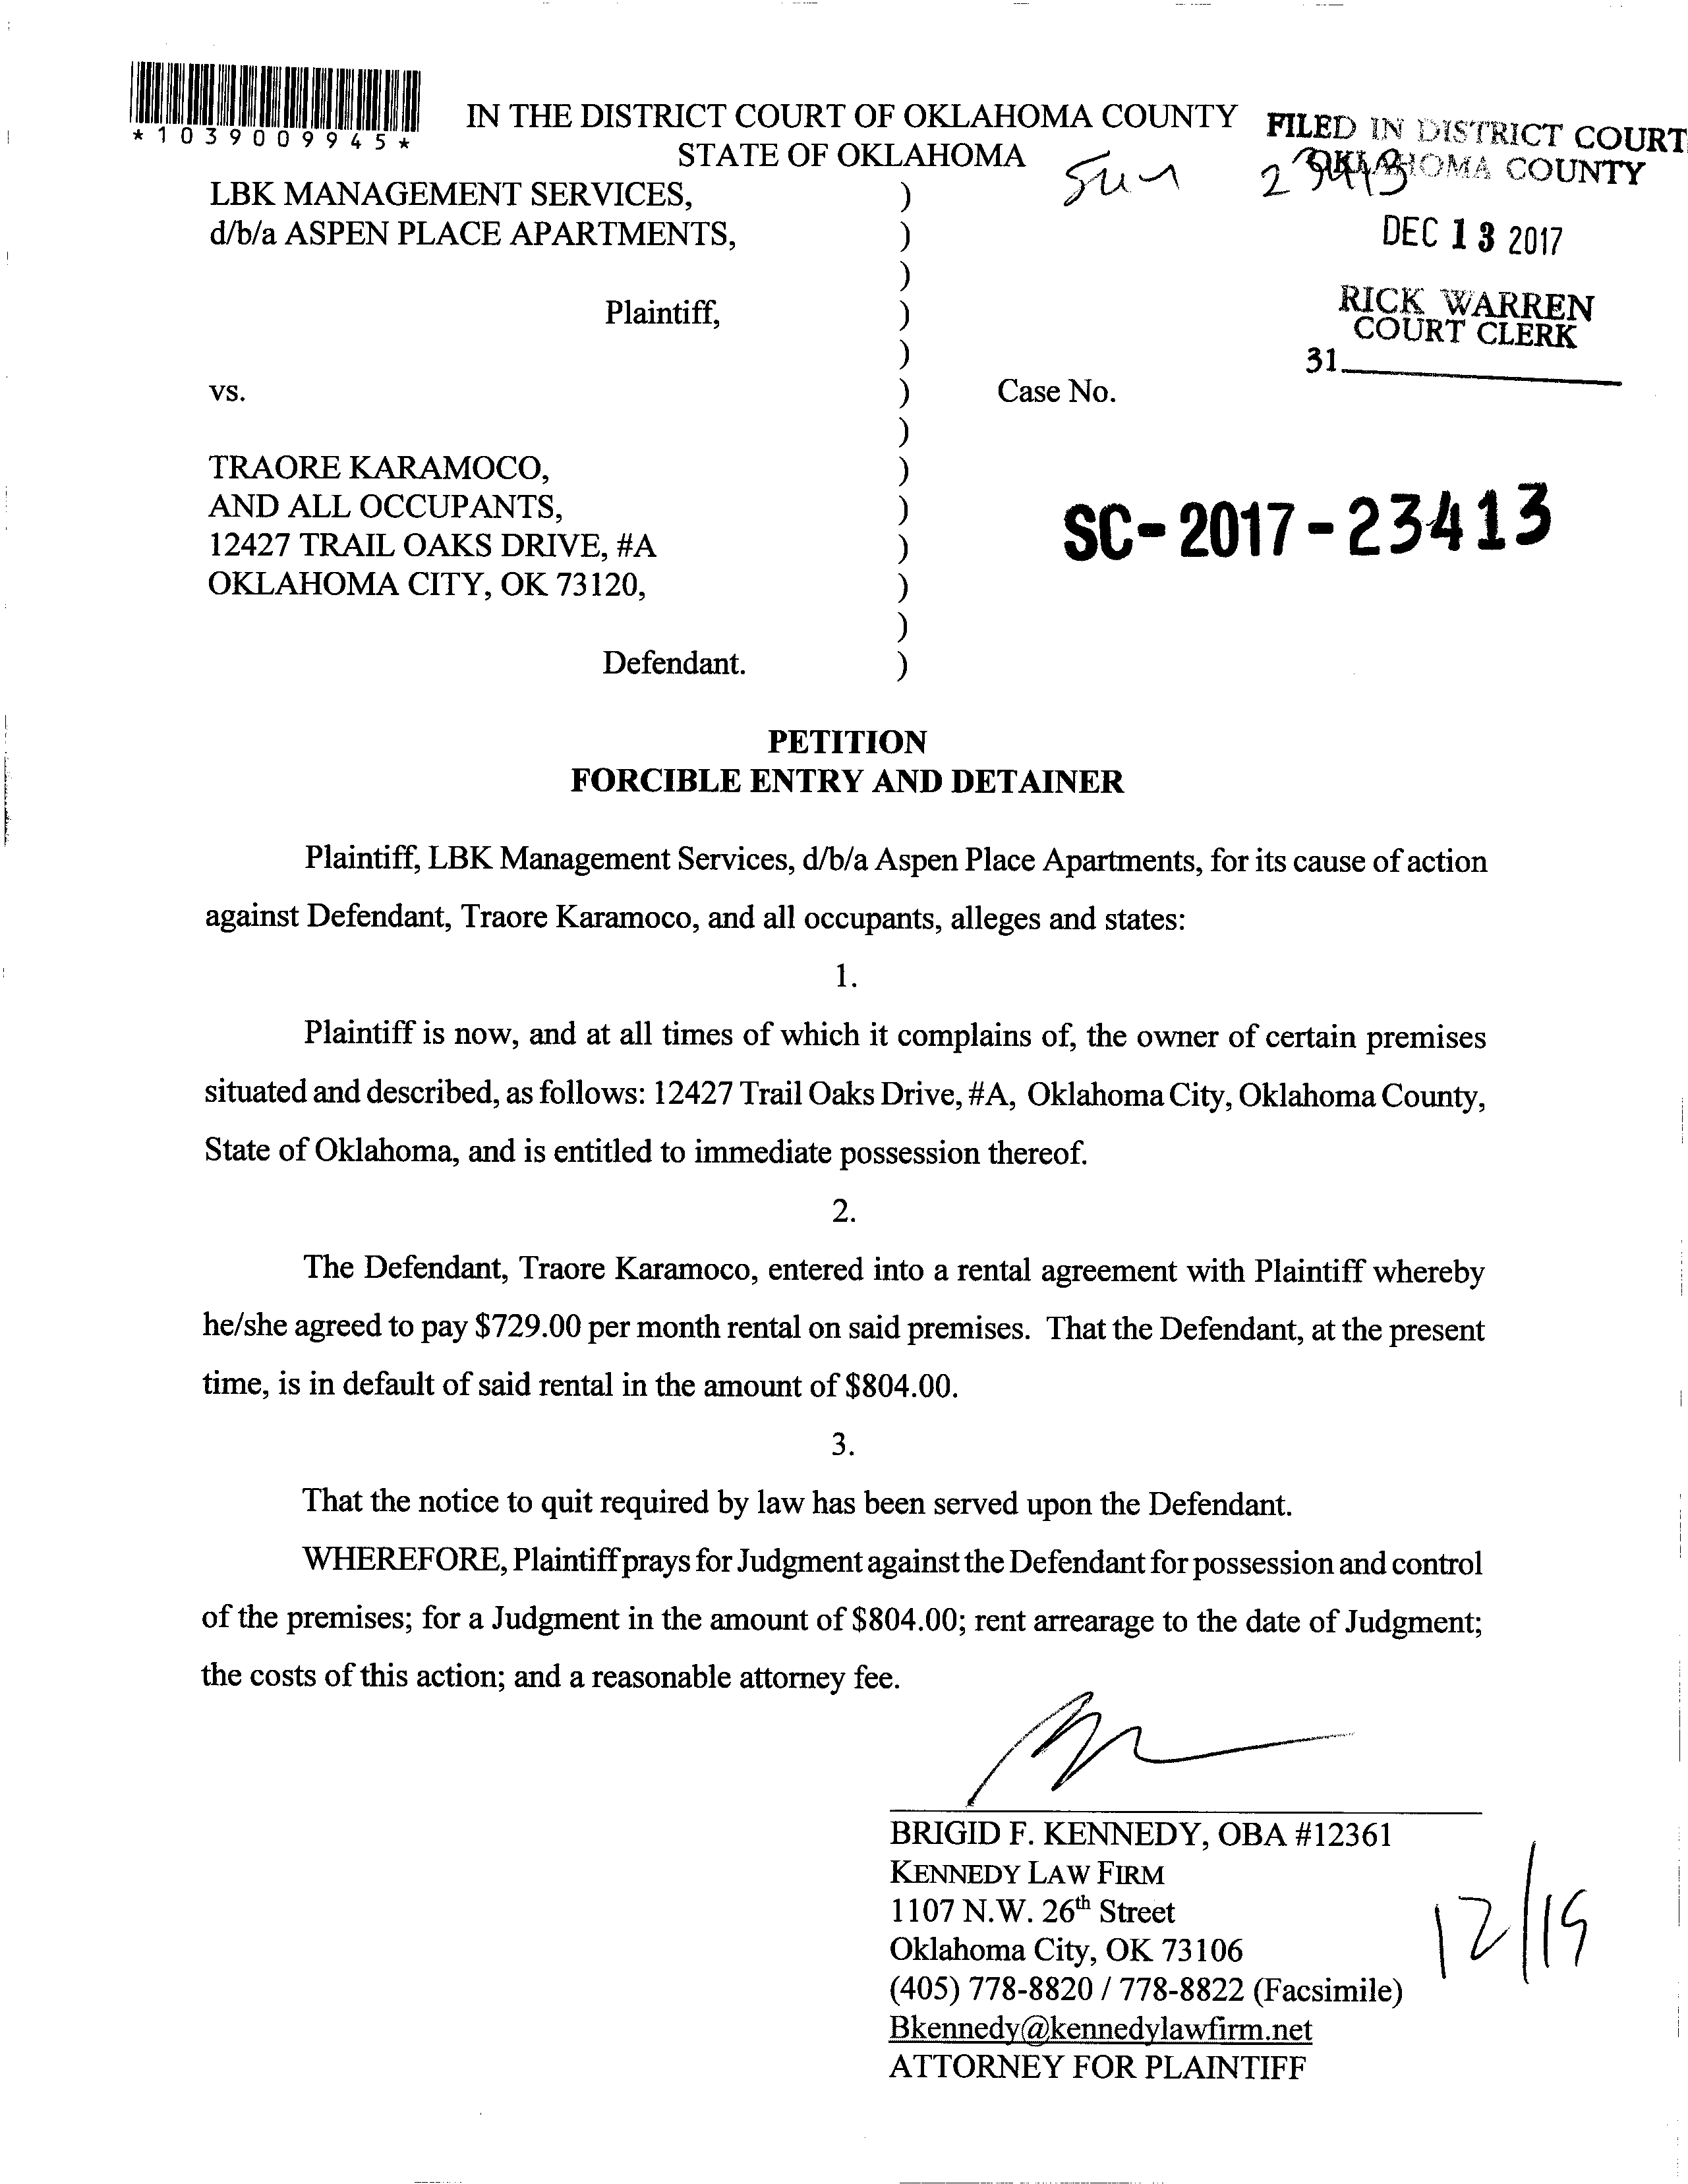 *1039009945*
IN THE DISTRICT COURT OF OKLAHOMA COUNTY
STATE OF OKLAHOMA
FILED IN DISTRICT COURT
OKLAHOMA COUNTY
23413
DEC 13 2017
RICK WARREN
COURT CLERK
31
LBK MANAGEMENT SERVICES, )
d/b/a ASPEN PLACE APARTMENTS, )
)
Plaintiff, )
)
vs. ) Case No.
)
TRAORE KARAMOCO, )
AND ALL OCCUPANTS, )
12427 TRAIL OAKS DRIVE, #A )
OKLAHOMA CITY, OK 73120, )
)
Defendant. )
SC-2017-23413
PETITION
FORCIBLE ENTRY AND DETAINER
Plaintiff, LBK Management Services, d/b/a Aspen Place Apartments, for its cause of action
against Defendant, Traore Karamoco, and all occupants, alleges and states:
1.
Plaintiff is now, and at all times of which it complains of, the owner of certain premises
situated and described, as follows: 12427 Trail Oaks Drive, #A, Oklahoma City, Oklahoma County,
State of Oklahoma, and is entitled to immediate possession thereof.
2.
The Defendant, Traore Karamoco, entered into a rental agreement with Plaintiff whereby
he/she agreed to pay $729.00 per month rental on said premises. That the Defendant, at the present
time, is in default of said rental in the amount of $804.00.
3.
That the notice to quit required by law has been served upon the Defendant.
WHEREFORE, Plaintiff prays for Judgment against the Defendant for possession and control
of the premises; for a Judgment in the amount of $804.00; rent arrearage to the date of Judgment;
the costs of this action; and a reasonable attorney fee.
BRIGID F. KENNEDY, OBA #12361
KENNEDY LAW FIRM
1107 N.W. 26th Street
Oklahoma City, OK 73106
(405) 778-8820 / 778-8822 (Facsimile)
Bkennedy@kennedylawfirm.net
ATTORNEY FOR PLAINTIFF
12/19